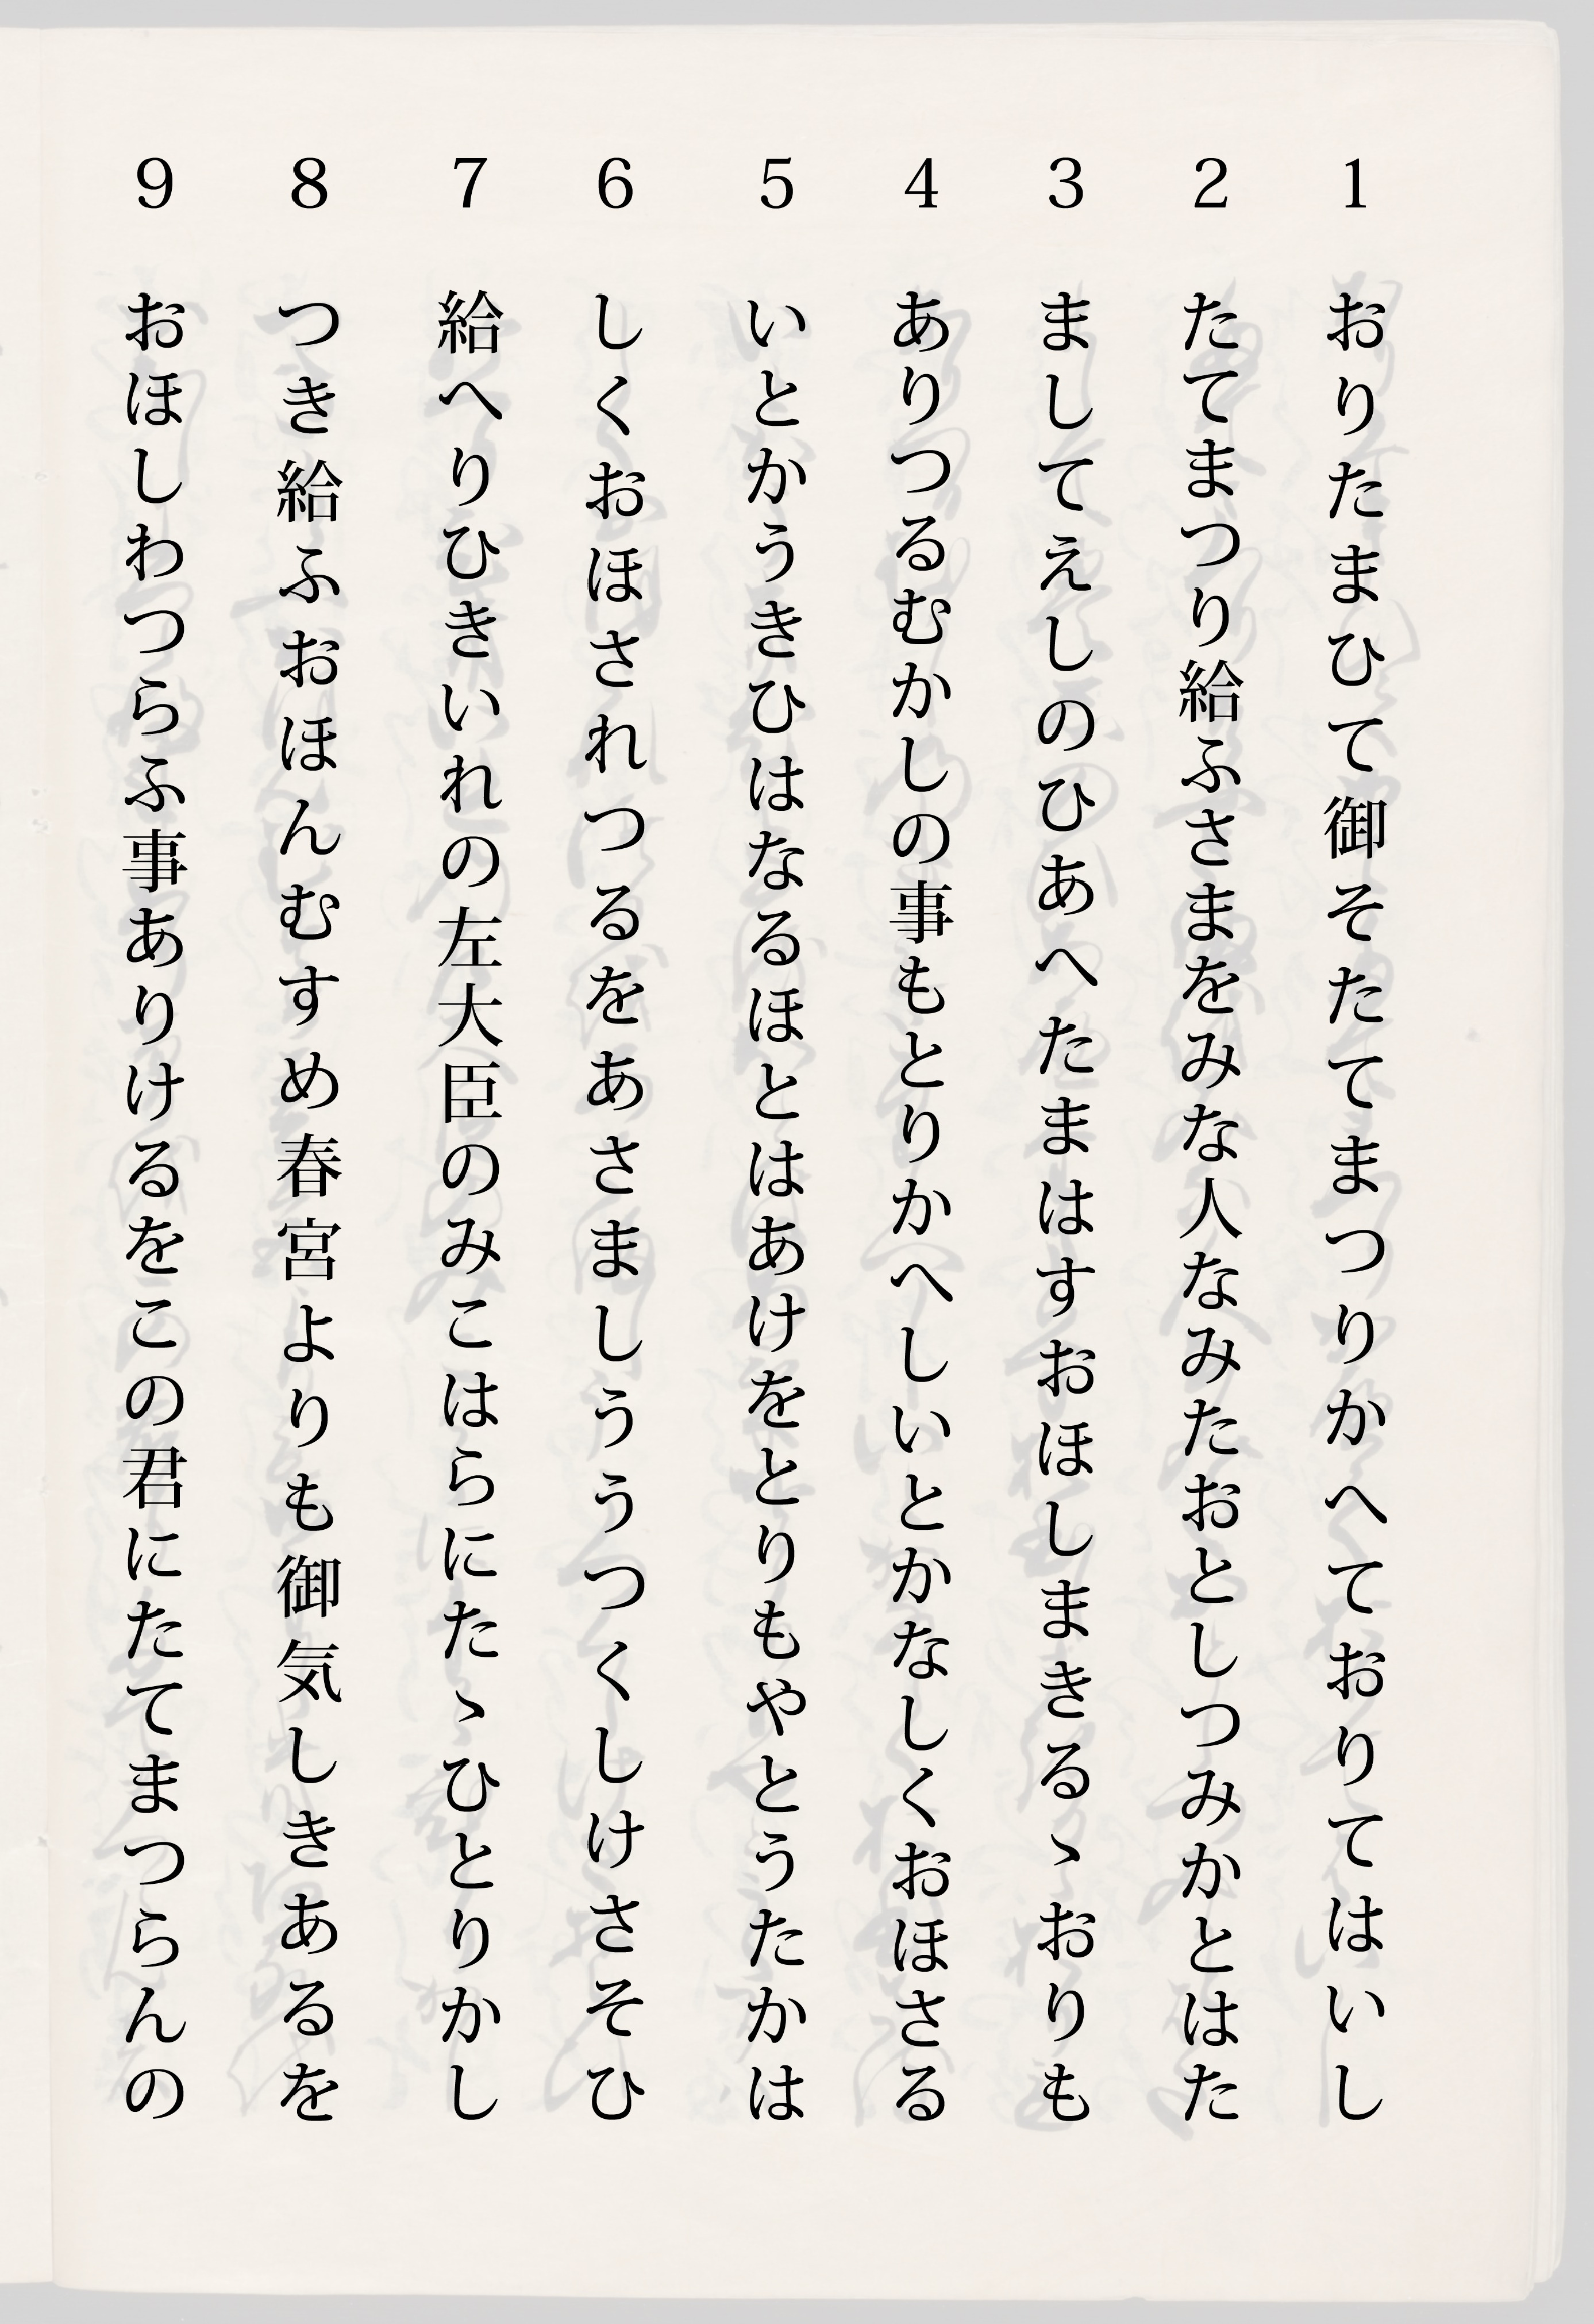 1 おりたまひて御そたてまつりかへておりてはいし
2 たてまつり給ふさまをみな人なみたおとしつみかとはた
3 ましてえしのひあへたまはすおほしまきるゝおりも
4 ありつるむかしの事もとりかへしいとかなしくおほさる
5 いとかうきひはなるほとはあけをとりもやとうたかは
6 しくおほされつるをあさましううつくしけさそひ
7 給へりひきいれの左大臣のみこはらにたゝひとりかし
8 つき給ふおほんむすめ春宮よりも御気しきあるを
9 おほしわつらふ事ありけるをこの君にたてまつらんの